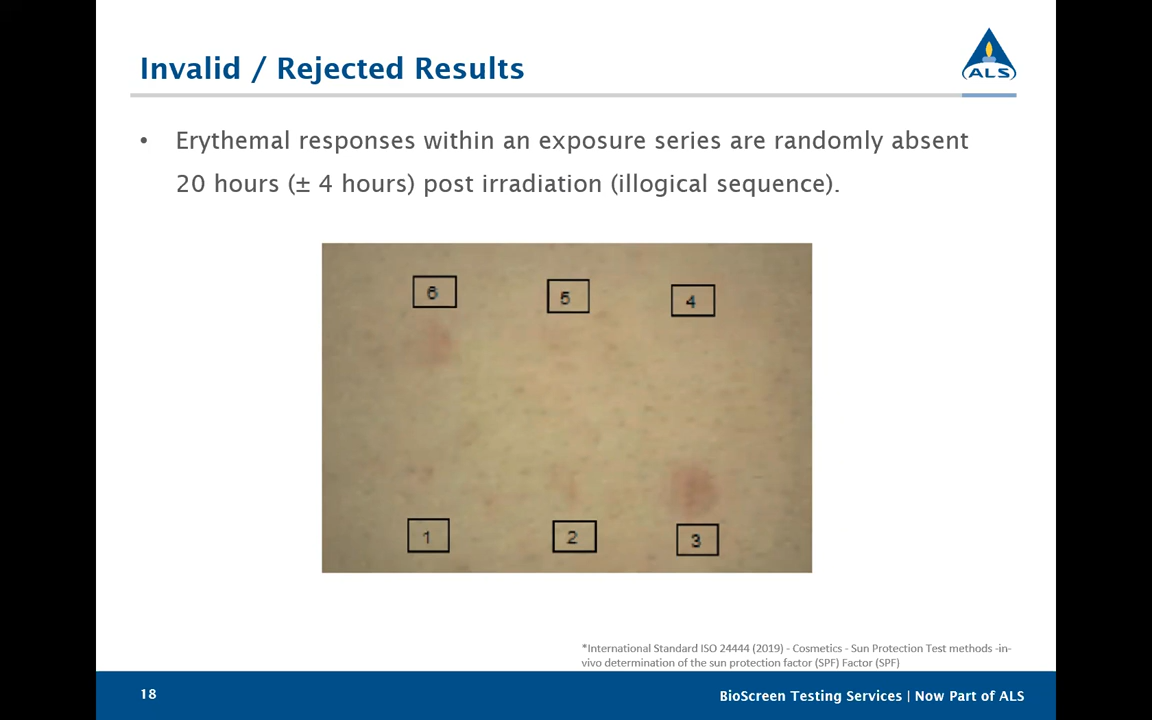 Invalid / Rejected Results
ALS
• Erythemal responses within an exposure series are randomly absent
20 hours (± 4 hours) post irradiation (illogical sequence).
6 5 4
1 2 3
*International Standard ISO 24444 (2019) - Cosmetics - Sun Protection Test methods -in-
vivo determination of the sun protection factor (SPF) Factor (SPF)
18
BioScreen Testing Services | Now Part of ALS